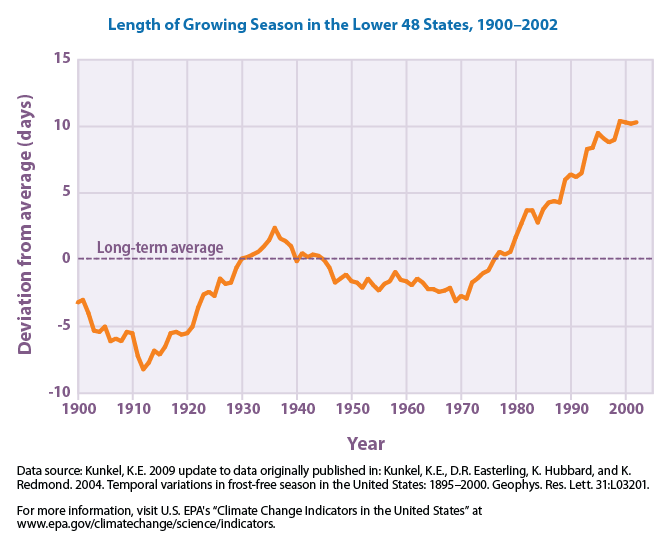 Length of Growing Season in the Lower 48 States, 1900–2002
Deviation from average (days)
15
10
5
0
-5
-10
Long-term average
1900 1910 1920 1930 1940 1950 1960 1970 1980 1990 2000
Year
Data source: Kunkel, K.E. 2009 update to data originally published in: Kunkel, K.E., D.R. Easterling, K. Hubbard, and K.
Redmond. 2004. Temporal variations in frost-free season in the United States: 1895–2000. Geophys. Res. Lett. 31:L03201.
For more information, visit U.S. EPA's “Climate Change Indicators in the United States” at
www.epa.gov/climatechange/science/indicators.